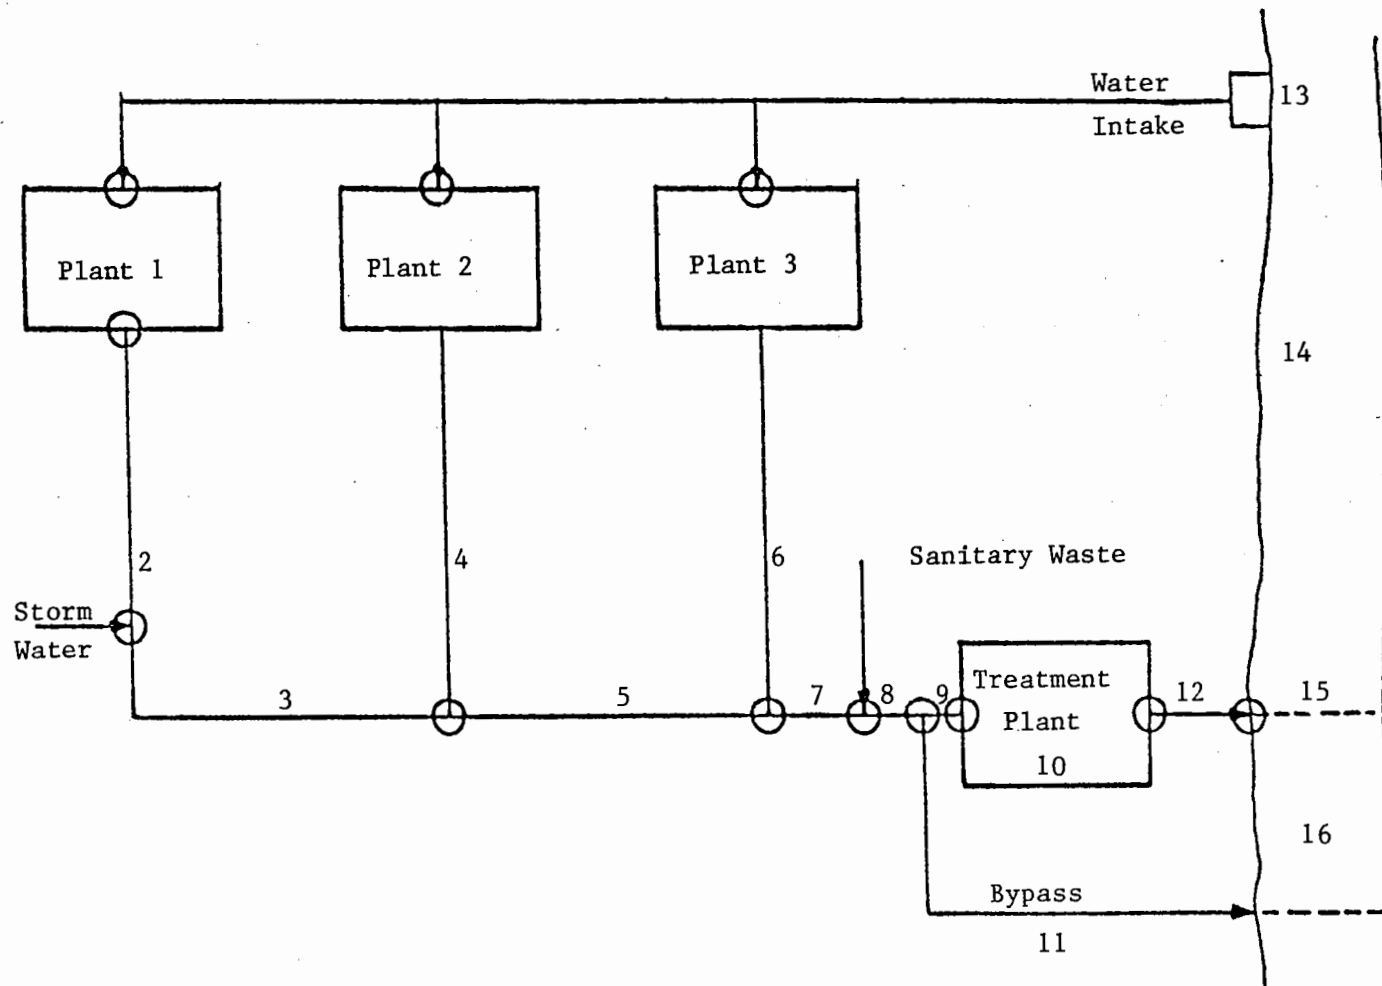 Water
Intake
13
Plant 1
Plant 2
Plant 3
14
2
4
6
Sanitary Waste
Storm
Water
3
5
7
8
9
Treatment
Plant
10
12
15
16
Bypass
11